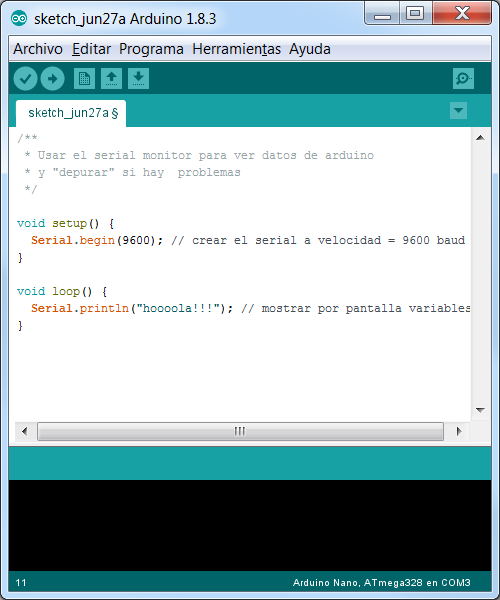 sketch_jun27a Arduino 1.8.3
Archivo Editar Programa Herramientas Ayuda
sketch_jun27a §
/**
 * Usar el serial monitor para ver datos de arduino
 * y "depurar" si hay  problemas
 */
void setup() {
  Serial.begin(9600); // crear el serial a velocidad = 9600 baud
}
void loop() {
  Serial.println("hoooola!!!"); // mostrar por pantalla variables
}
11
Arduino Nano, ATmega328 en COM3